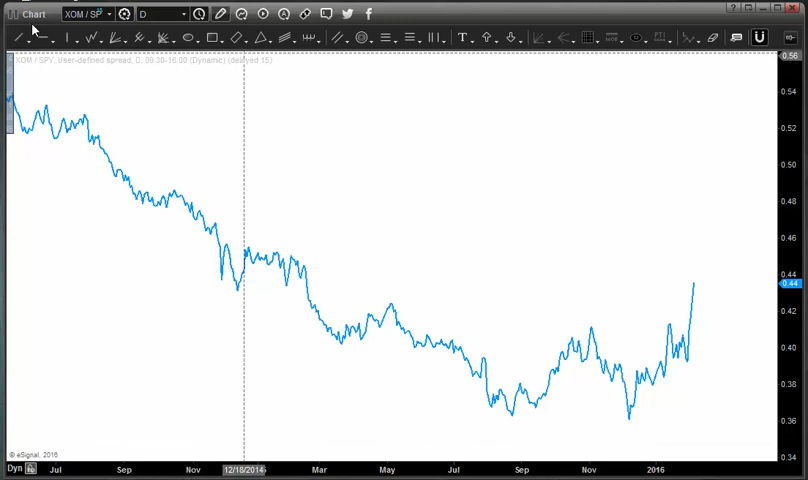 Chart XOM / SP D
T
0.56
XOM / SPY, User-defined spread, D, 09:30-16:00 (Dynamic) (delayed 15)
0.54
0.52
0.50
0.48
0.46
0.44
0.44
0.42
0.40
0.38
0.36
0.34
© eSignal, 2016
Dyn Jul Sep Nov 12/18/2014 Mar May Jul Sep Nov 2016